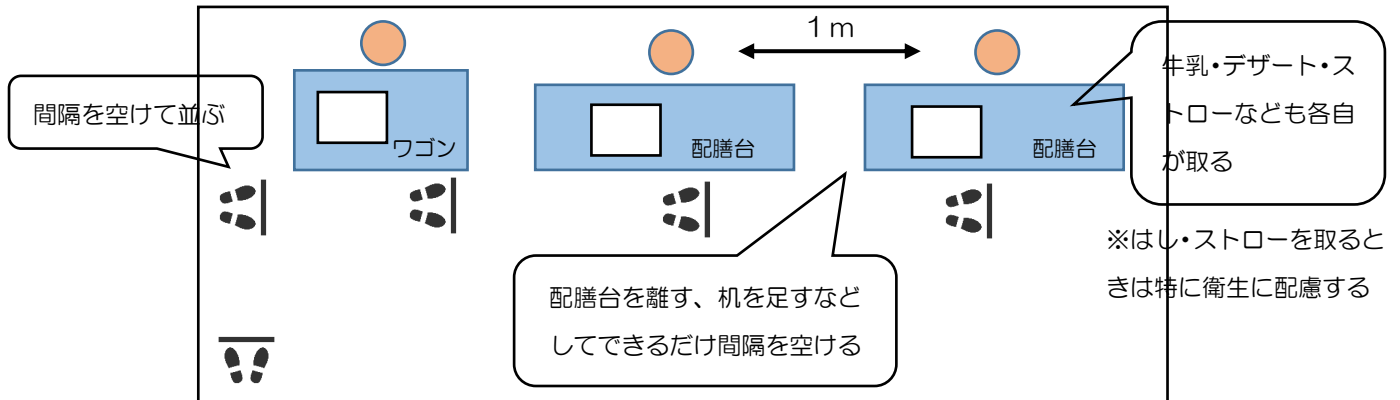 １ｍ
間隔を空けて並ぶ
ワゴン
配膳台
配膳台
牛乳・デザート・ス
トローなども各自
が取る
※はし・ストローを取ると
きは特に衛生に配慮する
配膳台を離す、机を足すなど
してできるだけ間隔を空ける